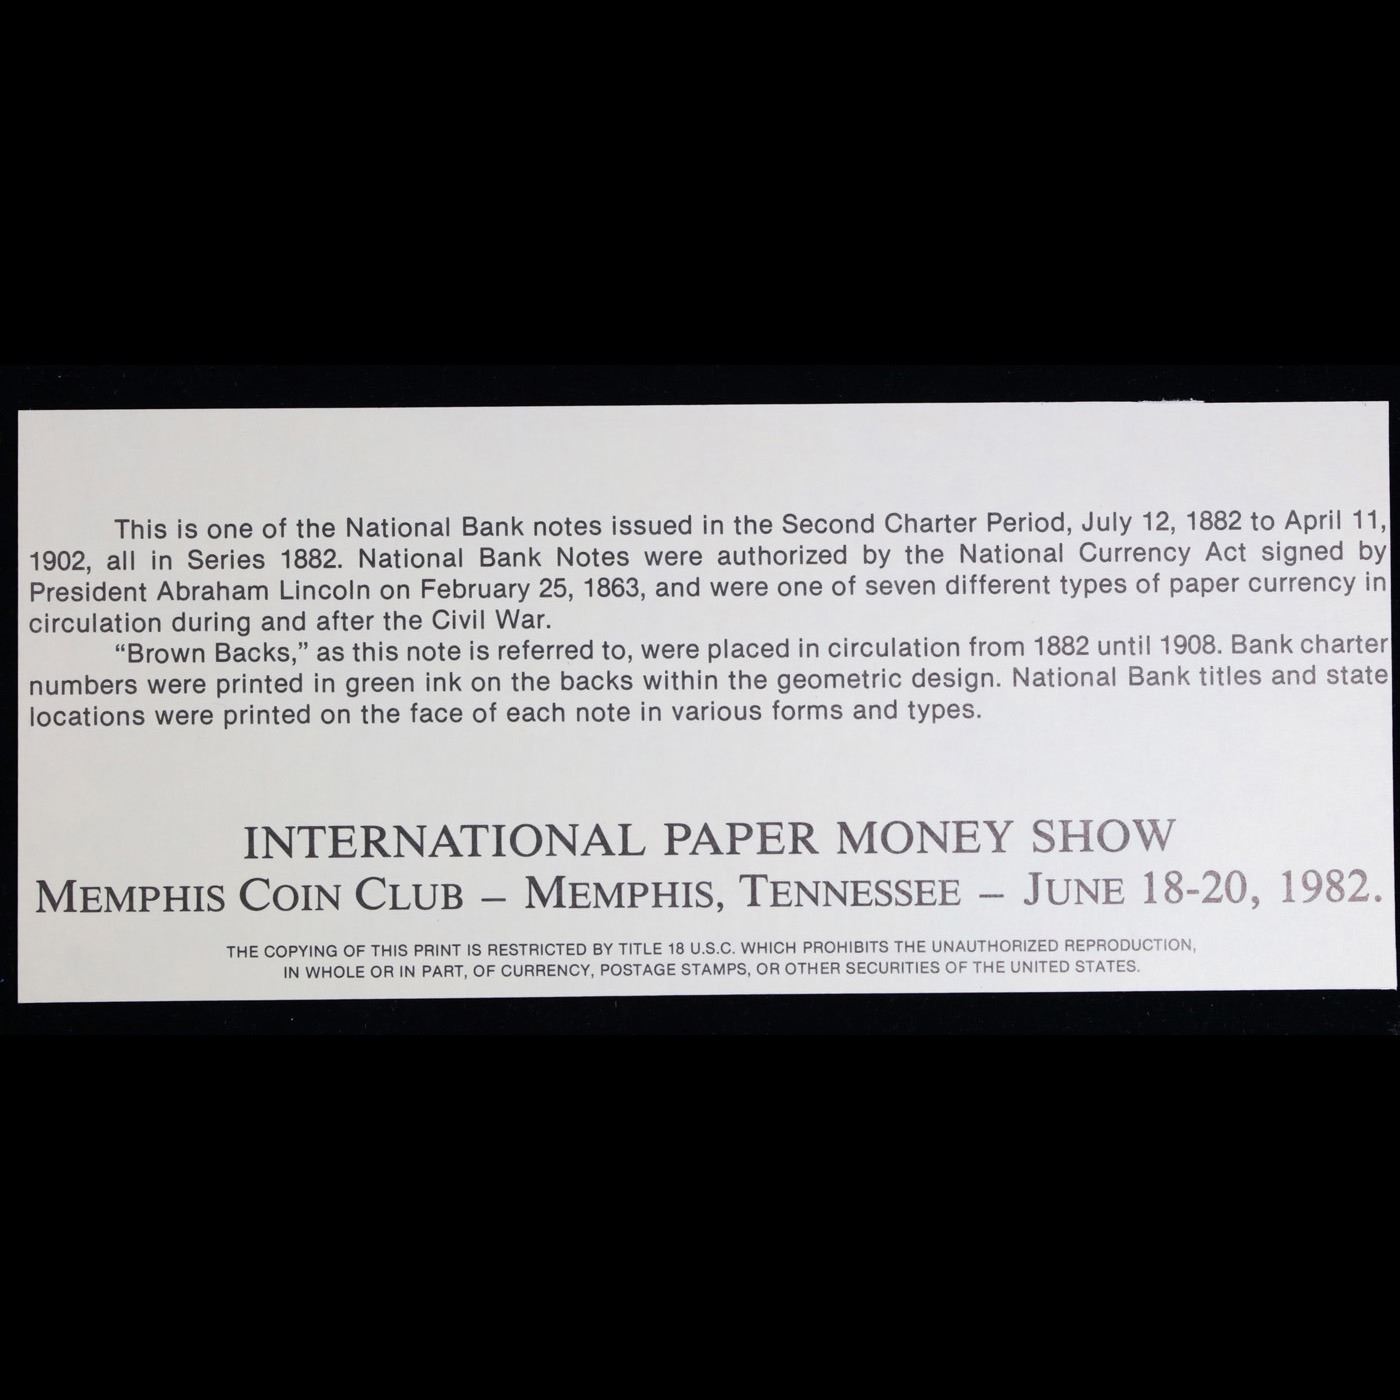 This is one of the National Bank notes issued in the Second Charter Period, July 12, 1882 to April 11,
1902, all in Series 1882. National Bank Notes were authorized by the National Currency Act signed by
President Abraham Lincoln on February 25, 1863, and were one of seven different types of paper currency in
circulation during and after the Civil War.
“Brown Backs,” as this note is referred to, were placed in circulation from 1882 until 1908. Bank charter
numbers were printed in green ink on the backs within the geometric design. National Bank titles and state
locations were printed on the face of each note in various forms and types.
INTERNATIONAL PAPER MONEY SHOW
MEMPHIS COIN CLUB – MEMPHIS, TENNESSEE – JUNE 18-20, 1982.
THE COPYING OF THIS PRINT IS RESTRICTED BY TITLE 18 U.S.C. WHICH PROHIBITS THE UNAUTHORIZED REPRODUCTION,
IN WHOLE OR IN PART, OF CURRENCY, POSTAGE STAMPS, OR OTHER SECURITIES OF THE UNITED STATES.